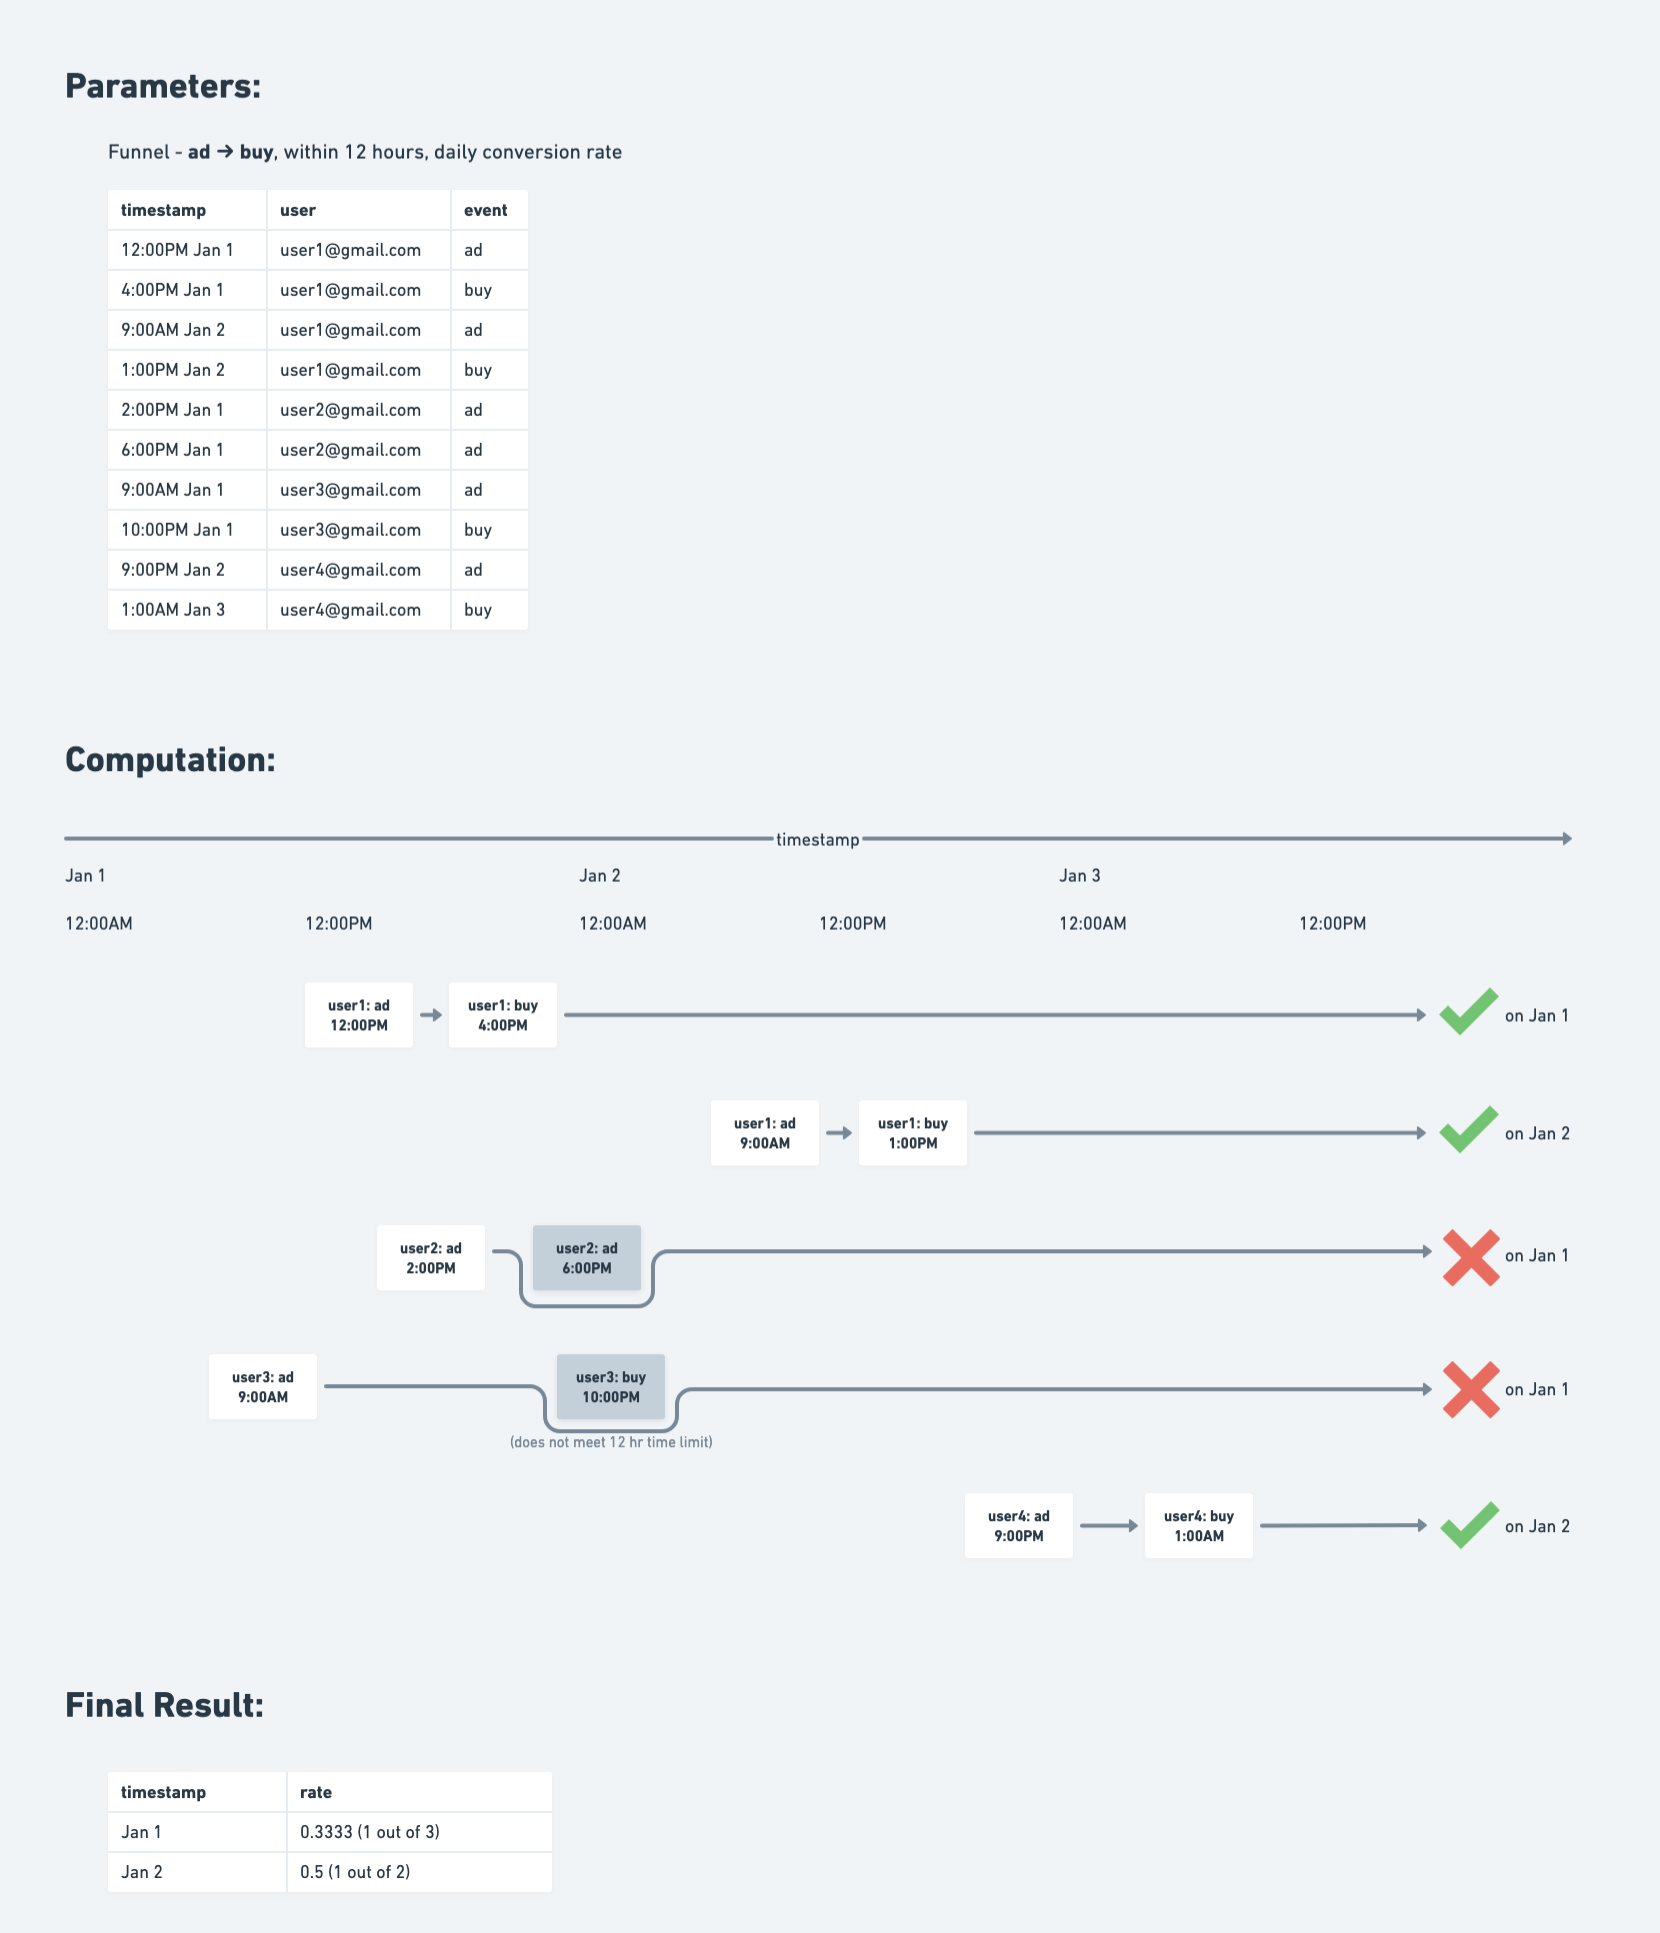 Parameters:
Funnel - ad → buy, within 12 hours, daily conversion rate
timestamp user event
12:00PM Jan 1 user1@gmail.com ad
4:00PM Jan 1 user1@gmail.com buy
9:00AM Jan 2 user1@gmail.com ad
1:00PM Jan 2 user1@gmail.com buy
2:00PM Jan 1 user2@gmail.com ad
6:00PM Jan 1 user2@gmail.com ad
9:00AM Jan 1 user3@gmail.com ad
10:00PM Jan 1 user3@gmail.com buy
9:00PM Jan 2 user4@gmail.com ad
1:00AM Jan 3 user4@gmail.com buy
Computation:
timestamp
Jan 1 Jan 2 Jan 3
12:00AM 12:00PM 12:00AM 12:00PM 12:00AM 12:00PM
user1: ad user1: buy
12:00PM 4:00PM
on Jan 1
user1: ad user1: buy
9:00AM 1:00PM
on Jan 2
user2: ad user2: ad
2:00PM 6:00PM
on Jan 1
user3: ad user3: buy
9:00AM 10:00PM
on Jan 1
(does not meet 12 hr time limit)
user4: ad user4: buy
9:00PM 1:00AM
on Jan 2
Final Result:
timestamp rate
Jan 1 0.3333 (1 out of 3)
Jan 2 0.5 (1 out of 2)